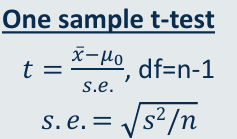 One sample t-test
t = x̄−μ₀ / s.e. , df=n-1
s.e. = √s²/n